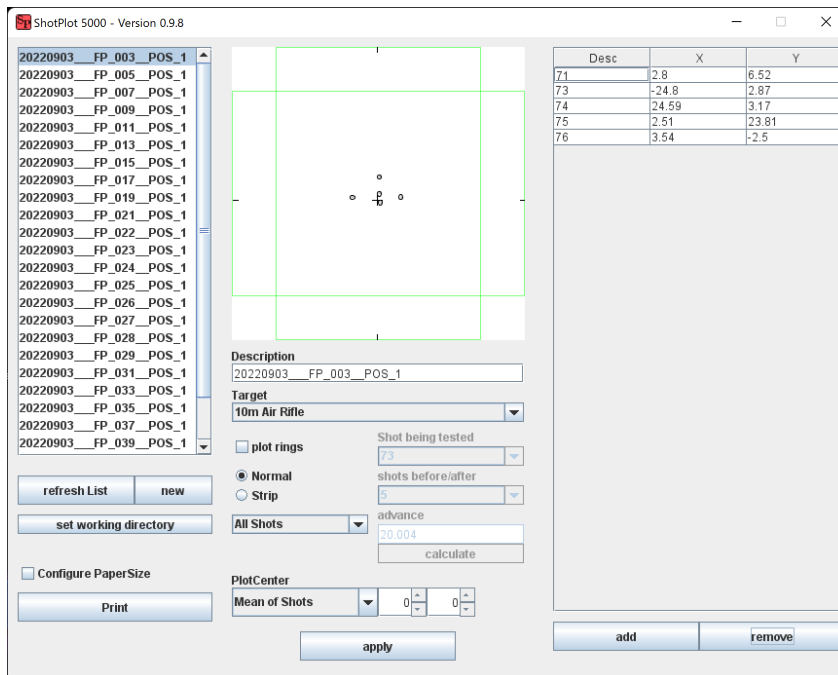 SP ShotPlot 5000 - Version 0.9.8
20220903___FP_003__POS_1
20220903___FP_005__POS_1
20220903___FP_007__POS_1
20220903___FP_009__POS_1
20220903___FP_011__POS_1
20220903___FP_013__POS_1
20220903___FP_015__POS_1
20220903___FP_017__POS_1
20220903___FP_019__POS_1
20220903___FP_021__POS_1
20220903___FP_022__POS_1
20220903___FP_023__POS_1
20220903___FP_024__POS_1
20220903___FP_025__POS_1
20220903___FP_026__POS_1
20220903___FP_027__POS_1
20220903___FP_028__POS_1
20220903___FP_029__POS_1
20220903___FP_031__POS_1
20220903___FP_033__POS_1
20220903___FP_035__POS_1
20220903___FP_037__POS_1
20220903___FP_039__POS_1
refresh List new
set working directory
Configure PaperSize
Print
Description
20220903___FP_003__POS_1
Target
10m Air Rifle
plot rings
Normal
Strip
All Shots
Shot being tested
73
shots before/after
5
advance
20.004
calculate
PlotCenter
Mean of Shots 0 0
apply
Desc X Y
71 2.8 6.52
73 -24.8 2.87
74 24.59 3.17
75 2.51 23.81
76 3.54 -2.5
add remove